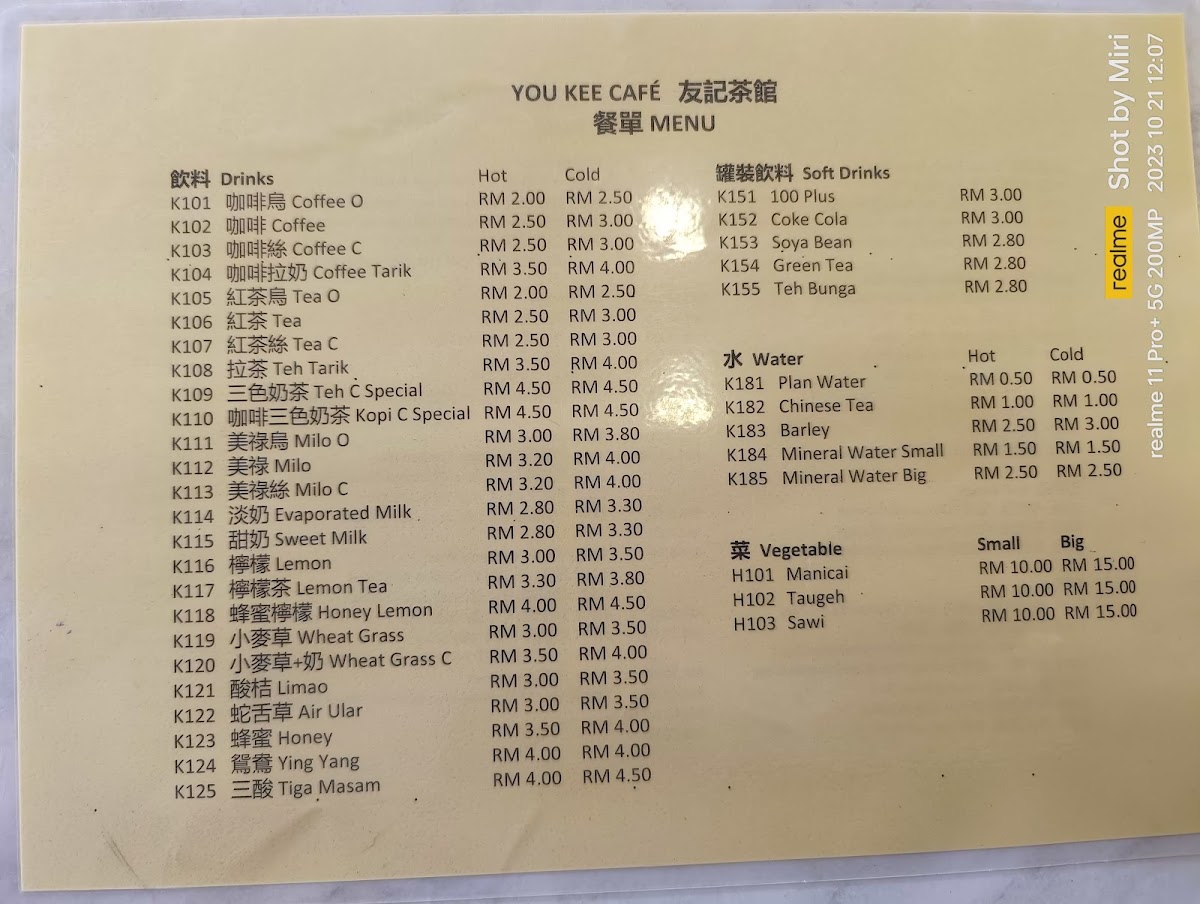 YOU KEE CAFÉ 友記茶館
餐單 MENU
飲料 Drinks Hot Cold
K101 咖啡烏 Coffee O RM 2.00 RM 2.50
K102 咖啡 Coffee RM 2.50 RM 3.00
K103 咖啡絲 Coffee C RM 2.50 RM 3.00
K104 咖啡拉奶 Coffee Tarik RM 3.50 RM 4.00
K105 紅茶烏 Tea O RM 2.00 RM 2.50
K106 紅茶 Tea RM 2.50 RM 3.00
K107 紅茶絲 Tea C RM 2.50 RM 3.00
K108 拉茶 Teh Tarik RM 3.50 RM 4.00
K109 三色奶茶 Teh C Special RM 4.50 RM 4.50
K110 咖啡三色奶茶 Kopi C Special RM 4.50 RM 4.50
K111 美祿烏 Milo O RM 3.00 RM 3.80
K112 美祿 Milo RM 3.20 RM 4.00
K113 美祿絲 Milo C RM 3.20 RM 4.00
K114 淡奶 Evaporated Milk RM 2.80 RM 3.30
K115 甜奶 Sweet Milk RM 2.80 RM 3.30
K116 檸檬 Lemon RM 3.00 RM 3.50
K117 檸檬茶 Lemon Tea RM 3.30 RM 3.80
K118 蜂蜜檸檬 Honey Lemon RM 4.00 RM 4.50
K119 小麥草 Wheat Grass RM 3.00 RM 3.50
K120 小麥草+奶 Wheat Grass C RM 3.50 RM 4.00
K121 酸桔 Limao RM 3.00 RM 3.50
K122 蛇舌草 Air Ular RM 3.00 RM 3.50
K123 蜂蜜 Honey RM 3.50 RM 4.00
K124 鴛鴦 Ying Yang RM 4.00 RM 4.00
K125 三酸 Tiga Masam RM 4.00 RM 4.50
罐裝飲料 Soft Drinks
K151 100 Plus RM 3.00
K152 Coke Cola RM 3.00
K153 Soya Bean RM 2.80
K154 Green Tea RM 2.80
K155 Teh Bunga RM 2.80
水 Water Hot Cold
K181 Plan Water RM 0.50 RM 0.50
K182 Chinese Tea RM 1.00 RM 1.00
K183 Barley RM 2.50 RM 3.00
K184 Mineral Water Small RM 1.50 RM 1.50
K185 Mineral Water Big RM 2.50 RM 2.50
菜 Vegetable Small Big
H101 Manicai RM 10.00 RM 15.00
H102 Taugeh RM 10.00 RM 15.00
H103 Sawi RM 10.00 RM 15.00
realme Shot by Miri
realme 11 Pro+ 5G 200MP 2023 10 21 12:07